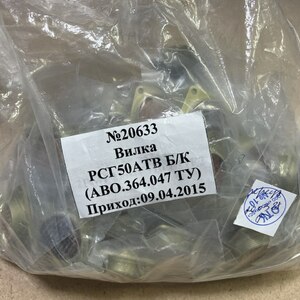 №20633
Вилка
РСГ50АТВ Б/К
(АВО.364.047 ТУ)
Приход:09.04.2015